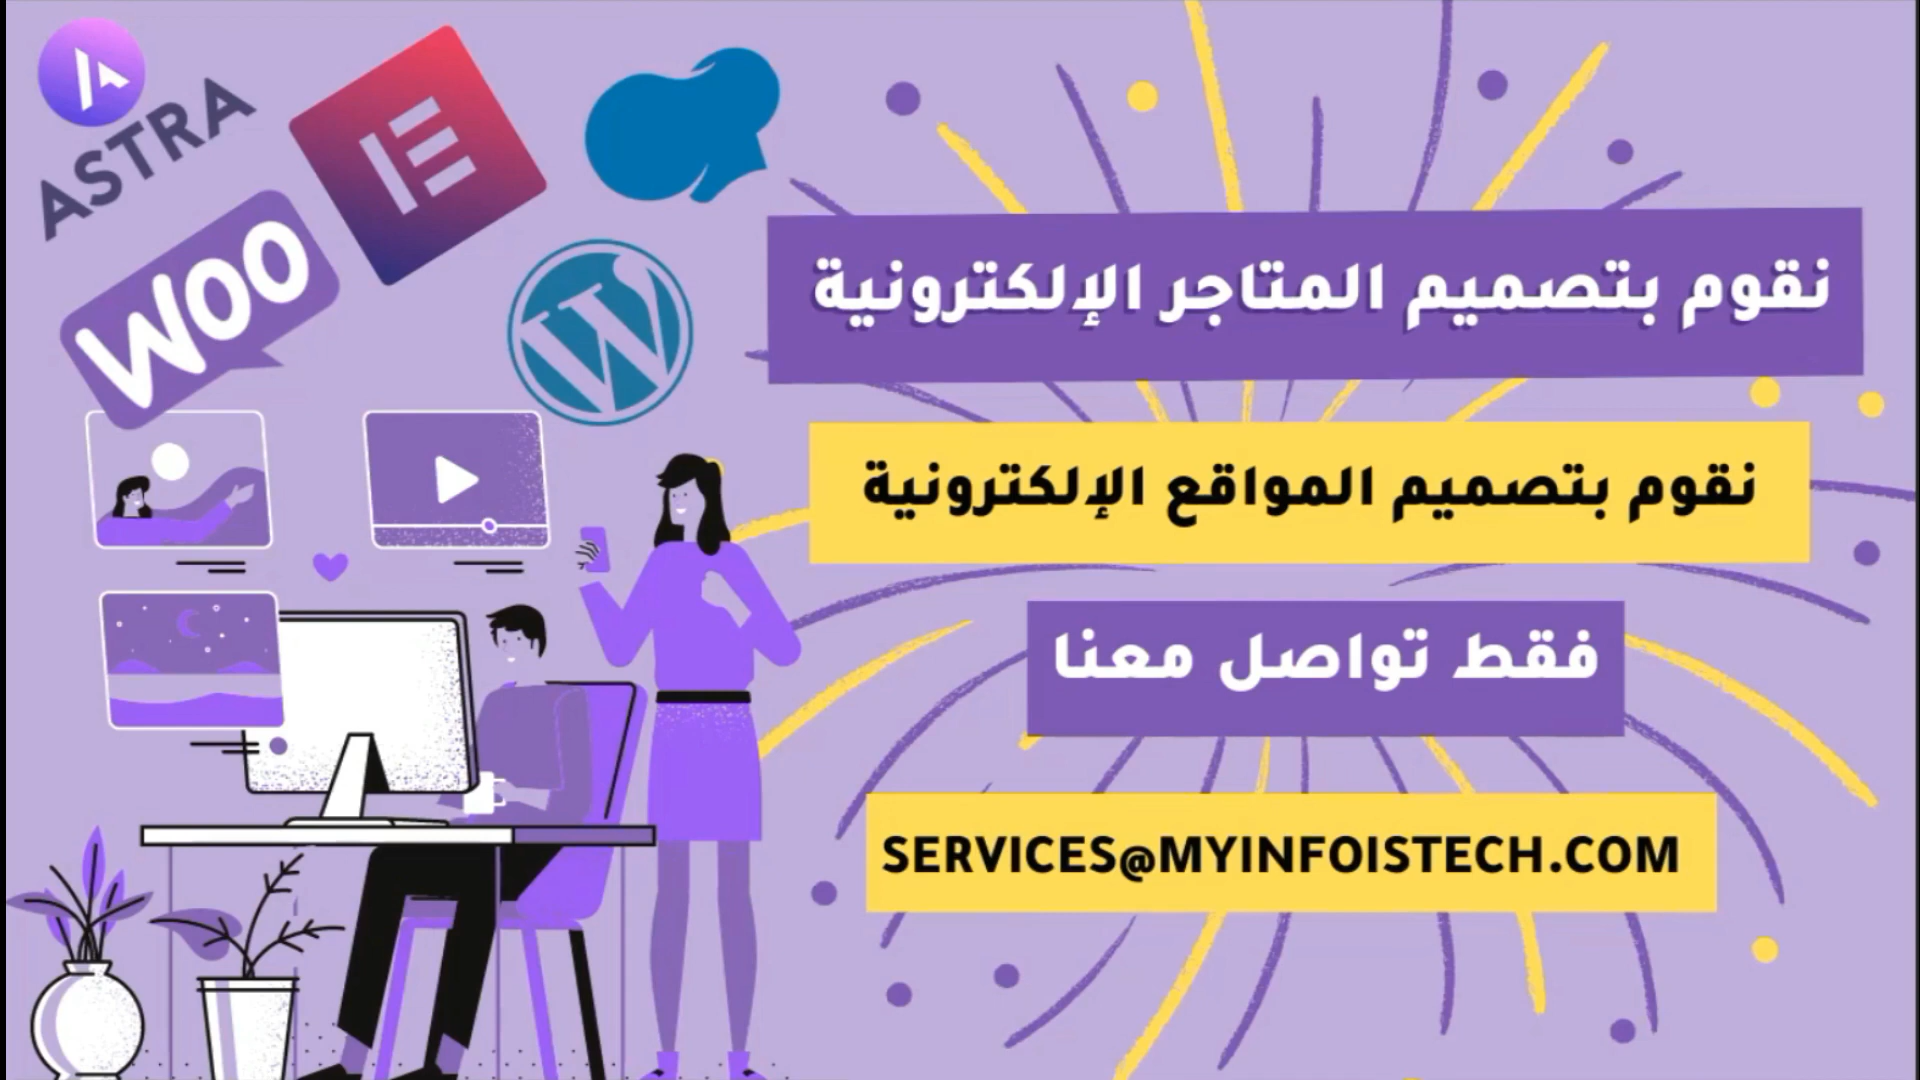 ASTRA
WOO
نقوم بتصميم المتاجر الإلكترونية
نقوم بتصميم المواقع الإلكترونية
فقط تواصل معنا
SERVICES@MYINFOISTECH.COM